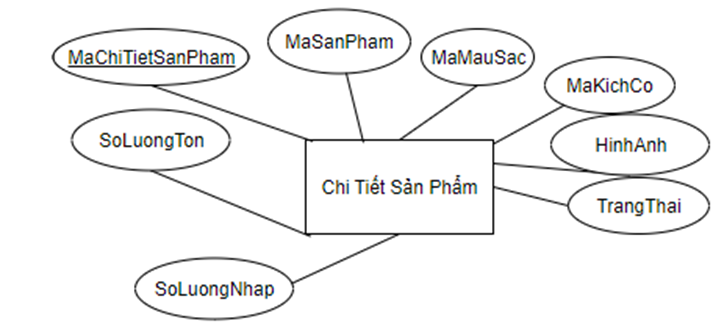 MaSanPham
MaMauSac
MaChiTietSanPham
MaKichCo
SoLuongTon
HinhAnh
Chi Tiết Sản Phẩm
TrangThai
SoLuongNhap